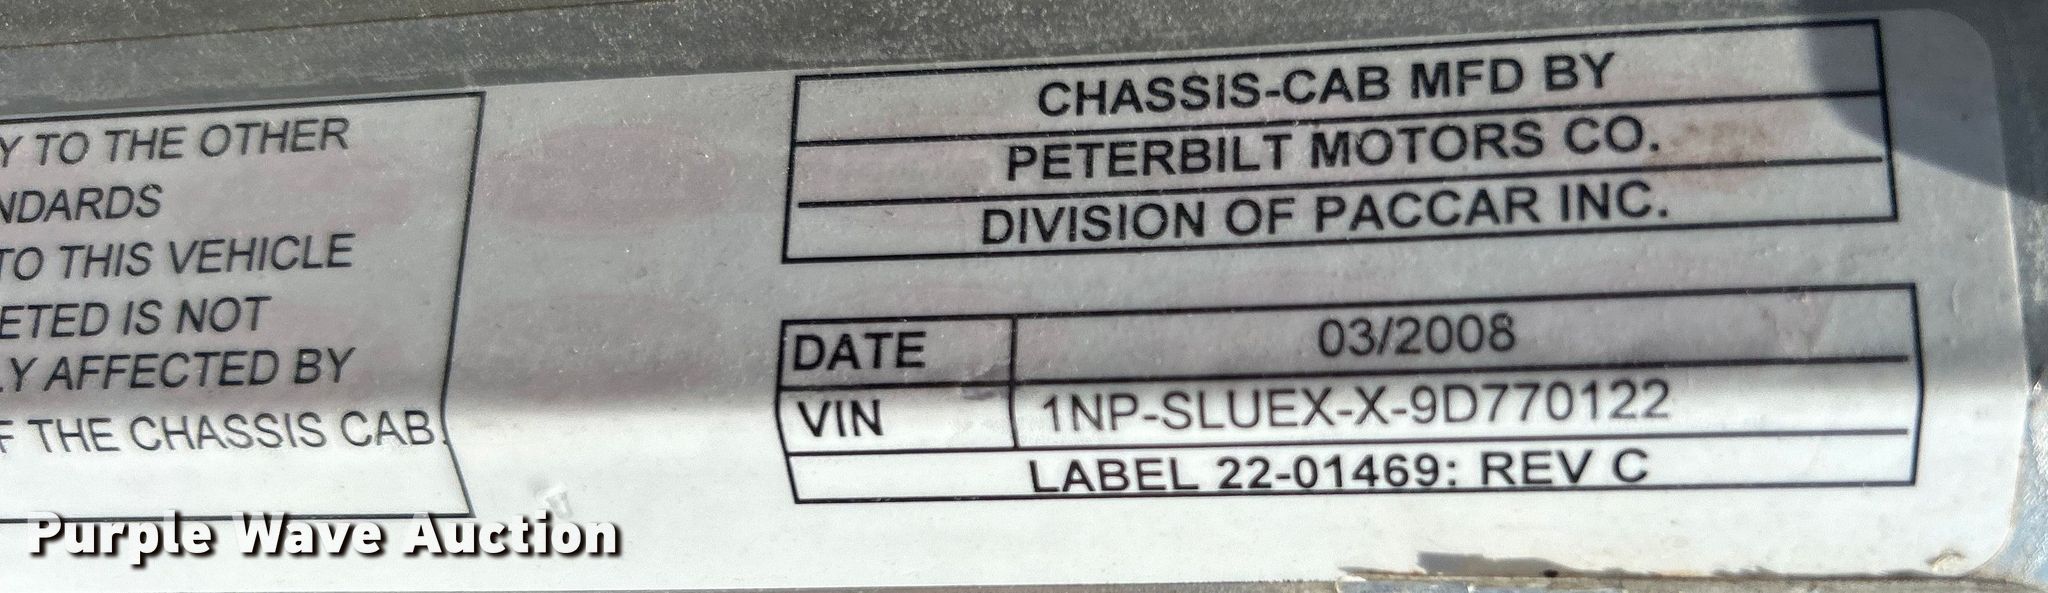 Y TO THE OTHER
NDARDS
TO THIS VEHICLE
ETED IS NOT
LY AFFECTED BY
F THE CHASSIS CAB.
CHASSIS-CAB MFD BY
PETERBILT MOTORS CO.
DIVISION OF PACCAR INC.
DATE 03/2008
VIN 1NP-SLUEX-X-9D770122
LABEL 22-01469: REV C
Purple Wave Auction